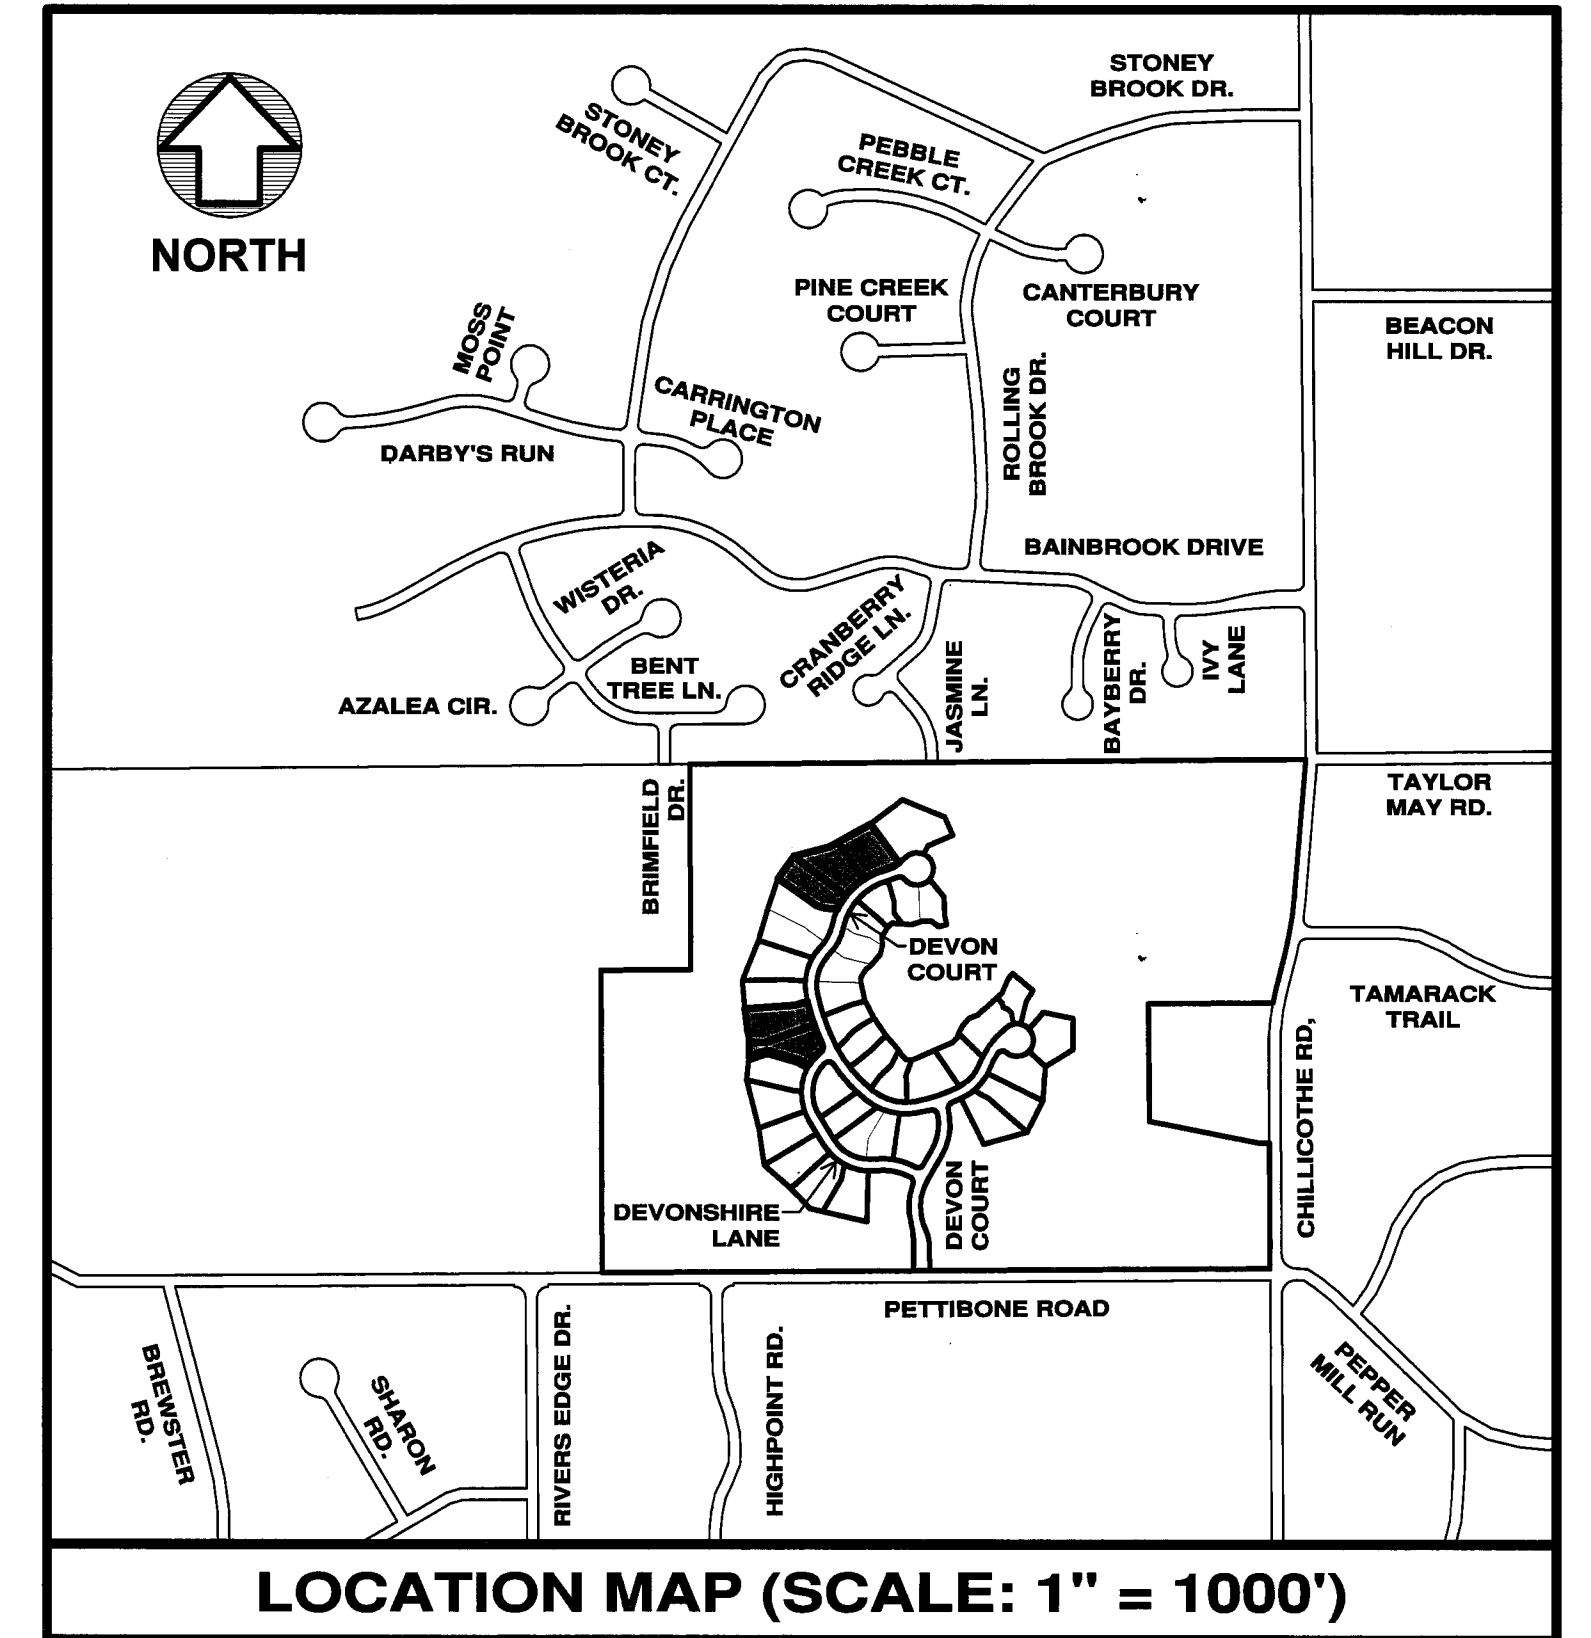 STONEY
BROOK DR.
STONEY
BROOK CT.
PEBBLE
CREEK CT.
NORTH
PINE CREEK
COURT
CANTERBURY
COURT
BEACON
HILL DR.
MOSS
POINT
CARRINGTON
PLACE
ROLLING
BROOK DR.
DARBY'S RUN
BAINBROOK DRIVE
WISTERIA
DR.
CRANBERRY
RIDGE LN.
JASMINE
LN.
BAYBERRY
DR.
IVY
LANE
BENT
TREE LN.
AZALEA CIR.
BRIMFIELD
DR.
TAYLOR
MAY RD.
DEVON
COURT
TAMARACK
TRAIL
CHILLICOTHE RD,
DEVON
COURT
DEVONSHIRE
LANE
PETTIBONE ROAD
BREWSTER
RD.
SHARON
RD.
RIVERS EDGE DR.
HIGHPOINT RD.
PEPPER
MILL RUN
LOCATION MAP (SCALE: 1" = 1000')